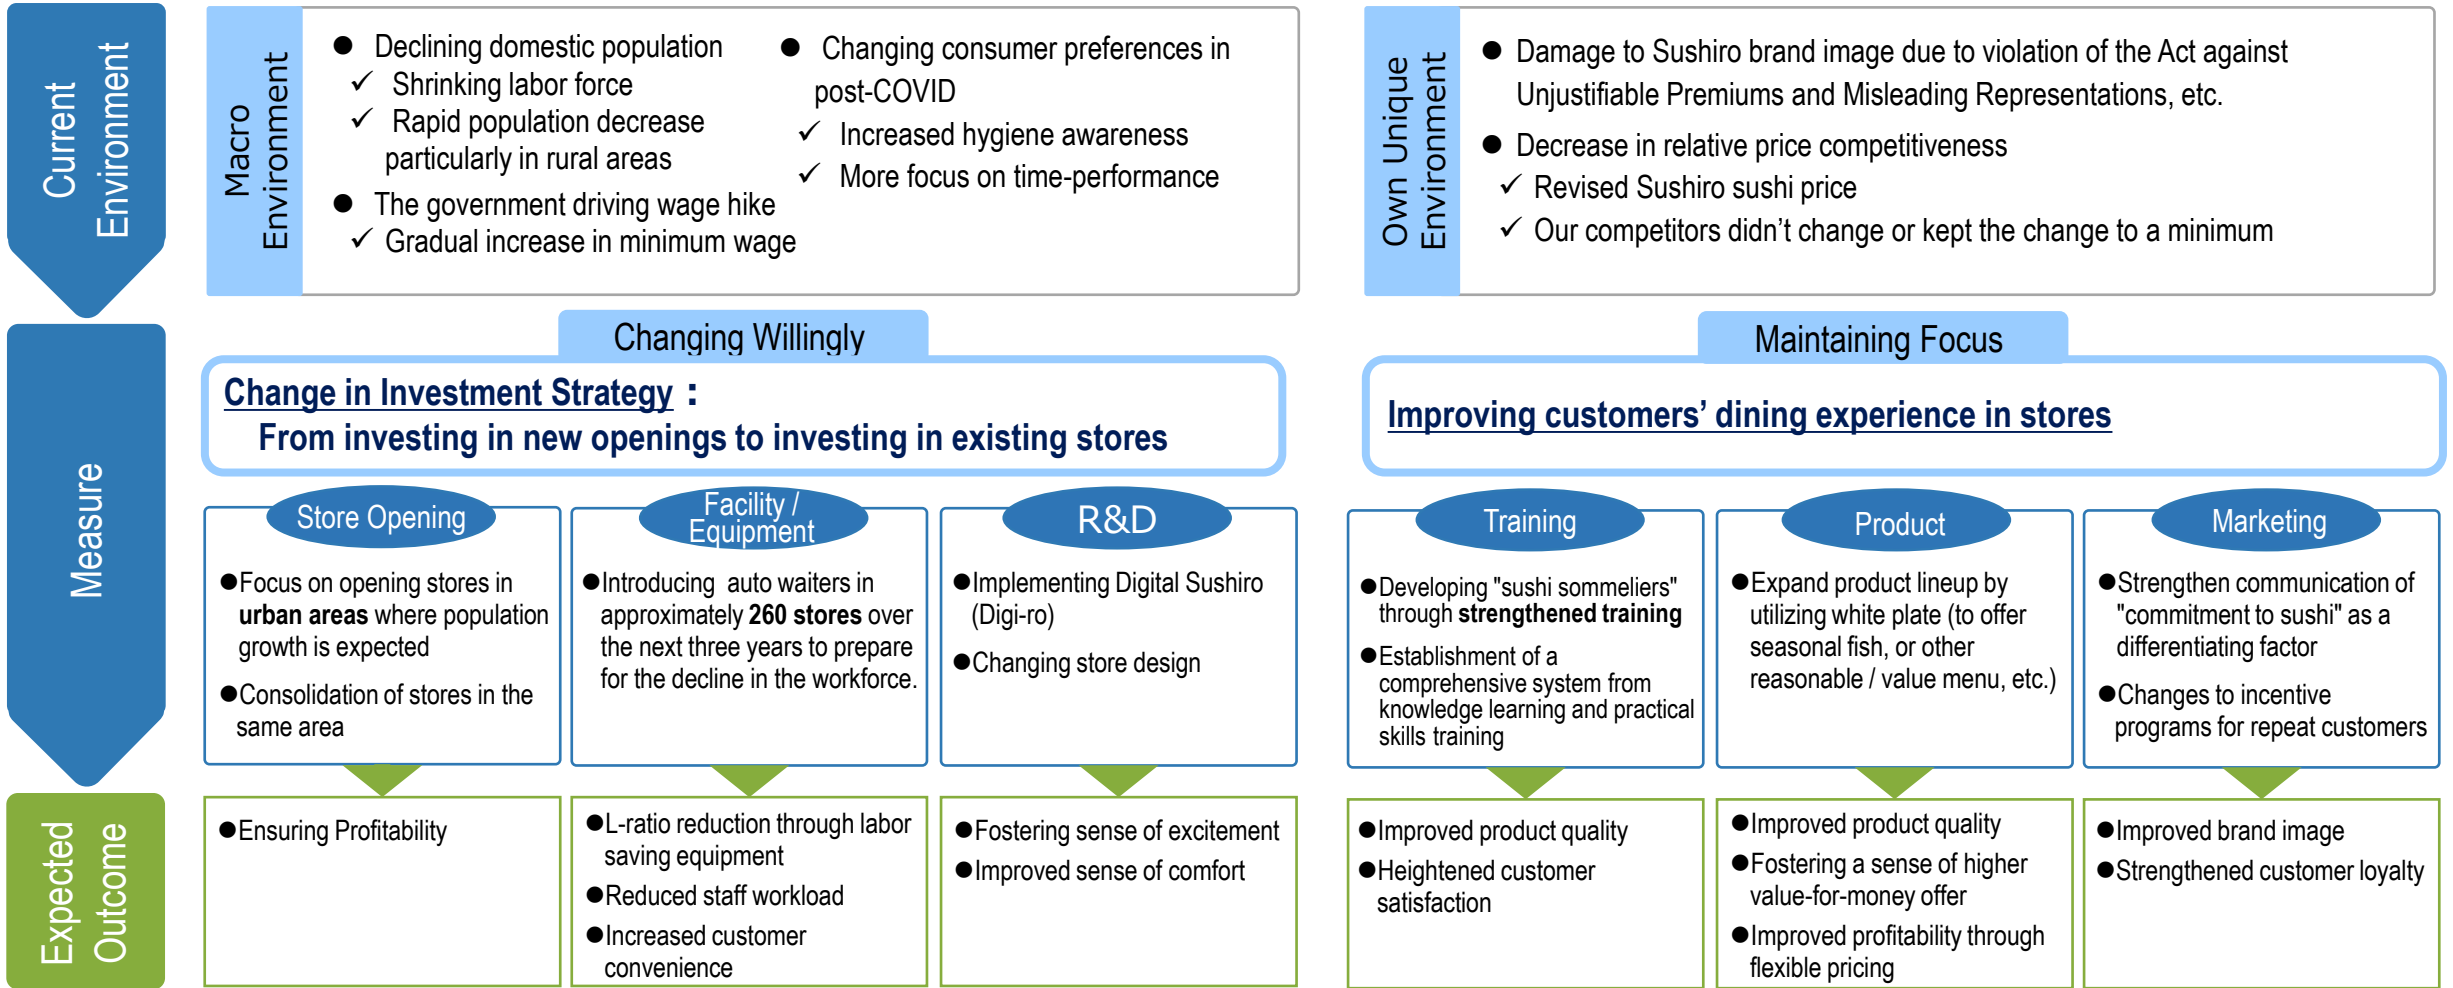 Current
Environment
Macro
Environment
● Declining domestic population
✓ Shrinking labor force
✓ Rapid population decrease
particularly in rural areas
● The government driving wage hike
✓ Gradual increase in minimum wage
● Changing consumer preferences in
post-COVID
✓ Increased hygiene awareness
✓ More focus on time-performance
Own Unique
Environment
● Damage to Sushiro brand image due to violation of the Act against
Unjustifiable Premiums and Misleading Representations, etc.
● Decrease in relative price competitiveness
✓ Revised Sushiro sushi price
✓ Our competitors didn’t change or kept the change to a minimum
Measure
Changing Willingly
Change in Investment Strategy：
From investing in new openings to investing in existing stores
Maintaining Focus
Improving customers’ dining experience in stores
Store Opening
●Focus on opening stores in
urban areas where population
growth is expected
●Consolidation of stores in the
same area
Facility /
Equipment
●Introducing auto waiters in
approximately 260 stores over
the next three years to prepare
for the decline in the workforce.
R&D
●Implementing Digital Sushiro
(Digi-ro)
●Changing store design
Training
●Developing "sushi sommeliers"
through strengthened training
●Establishment of a
comprehensive system from
knowledge learning and practical
skills training
Product
●Expand product lineup by
utilizing white plate (to offer
seasonal fish, or other
reasonable / value menu, etc.)
Marketing
●Strengthen communication of
"commitment to sushi" as a
differentiating factor
●Changes to incentive
programs for repeat customers
Expected
Outcome
●Ensuring Profitability
●L-ratio reduction through labor
saving equipment
●Reduced staff workload
●Increased customer
convenience
●Fostering sense of excitement
●Improved sense of comfort
●Improved product quality
●Heightened customer
satisfaction
●Improved product quality
●Fostering a sense of higher
value-for-money offer
●Improved profitability through
flexible pricing
●Improved brand image
●Strengthened customer loyalty